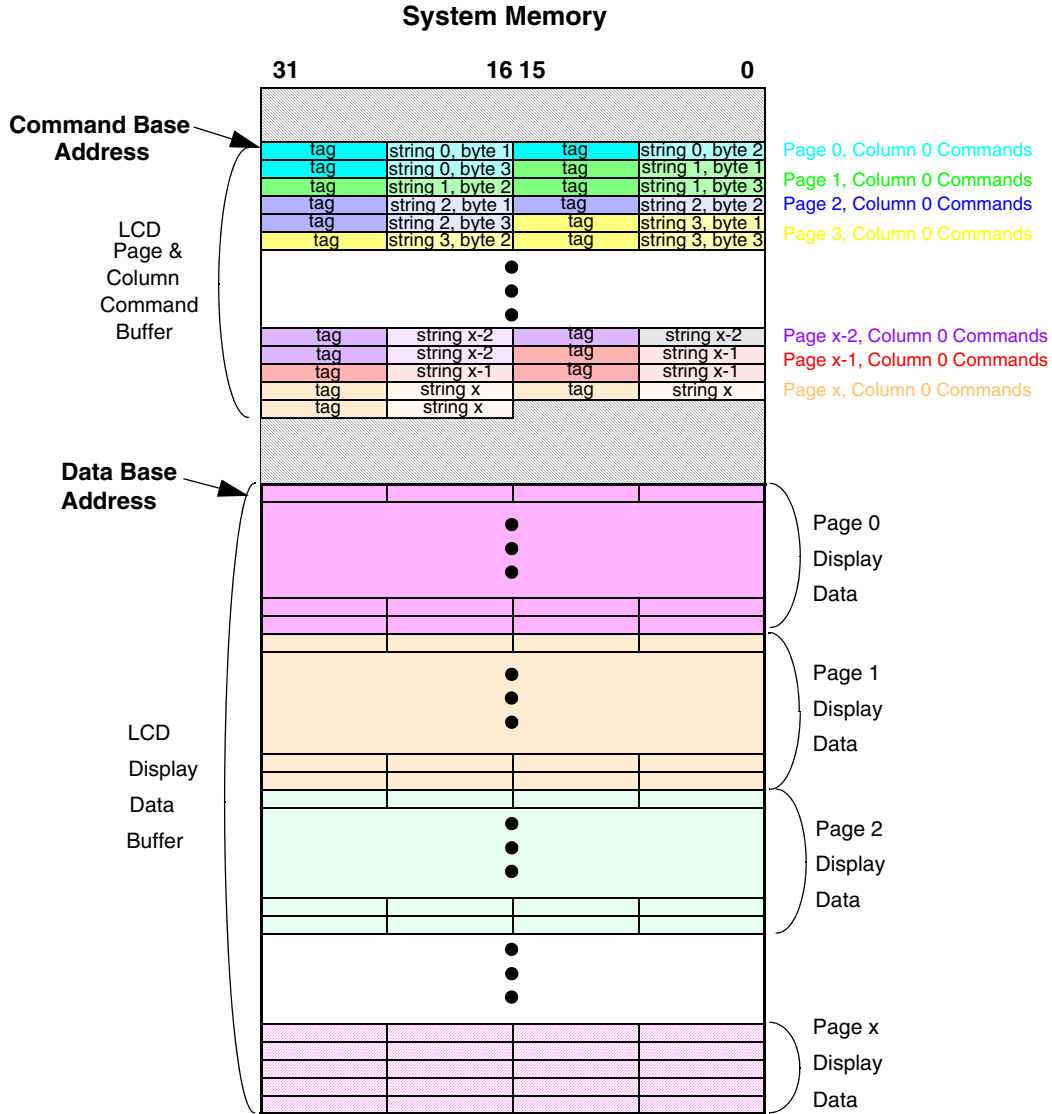 System Memory
31 16 15 0
Command Base
Address
tag string 0, byte 1 tag string 0, byte 2 Page 0, Column 0 Commands
tag string 0, byte 3 tag string 1, byte 1
tag string 1, byte 2 tag string 1, byte 3 Page 1, Column 0 Commands
tag string 2, byte 1 tag string 2, byte 2 Page 2, Column 0 Commands
tag string 2, byte 3 tag string 3, byte 1
tag string 3, byte 2 tag string 3, byte 3 Page 3, Column 0 Commands
LCD
Page &
Column
Command
Buffer
tag string x-2 tag string x-2 Page x-2, Column 0 Commands
tag string x-2 tag string x-1 Page x-1, Column 0 Commands
tag string x-1 tag string x-1
tag string x tag string x Page x, Column 0 Commands
tag string x
Data Base
Address
Page 0
Display
Data
Page 1
Display
Data
LCD
Display
Data
Buffer
Page 2
Display
Data
Page x
Display
Data